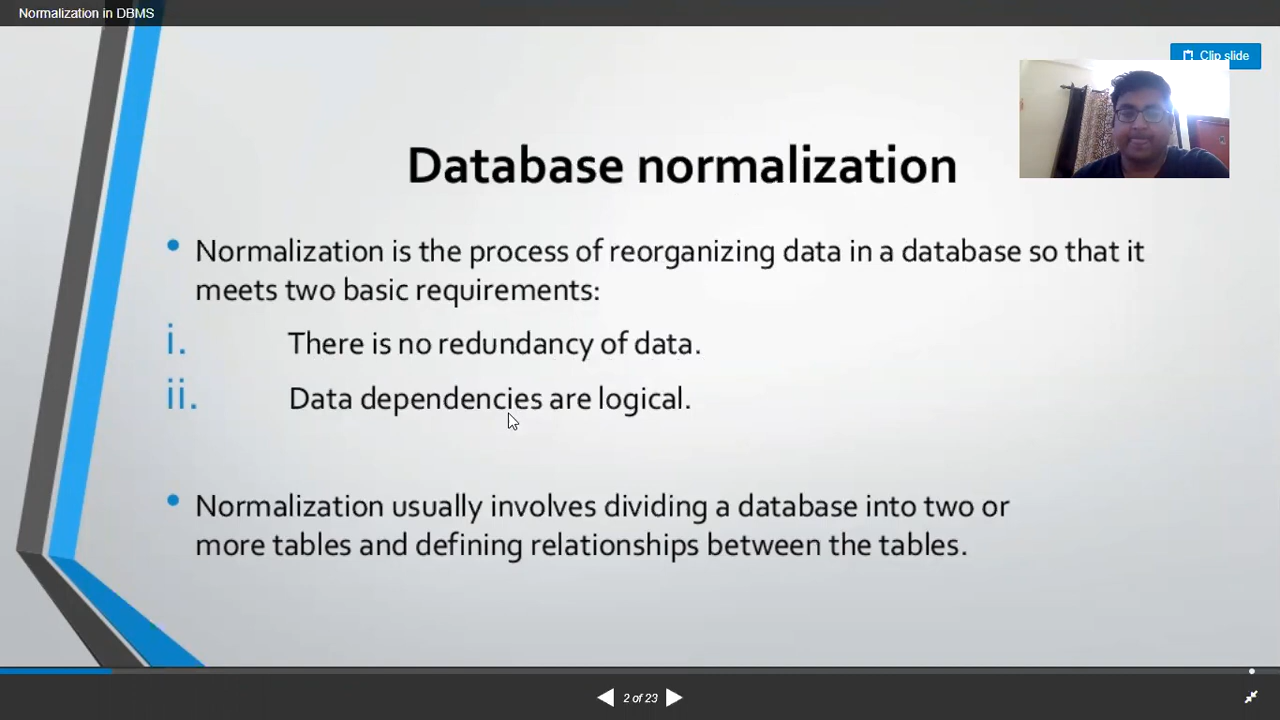 Normalization in DBMS
Clip slide
Database normalization
• Normalization is the process of reorganizing data in a database so that it
meets two basic requirements:
i. There is no redundancy of data.
ii. Data dependencies are logical.
• Normalization usually involves dividing a database into two or
more tables and defining relationships between the tables.
2 of 23